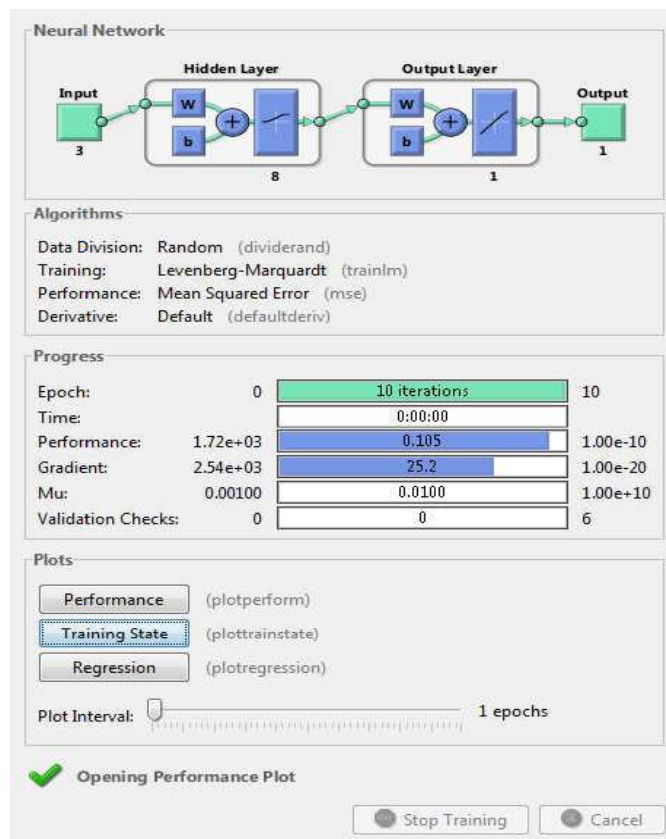 Neural Network
Hidden Layer Output Layer
Input Output
W W
+ +
b b
3 1
8 1
Algorithms
Data Division: Random (dividerand)
Training: Levenberg-Marquardt (trainlm)
Performance: Mean Squared Error (mse)
Derivative: Default (defaultderiv)
Progress
Epoch: 0 10 iterations 10
Time: 0:00:00
Performance: 1.72e+03 0.105 1.00e-10
Gradient: 2.54e+03 25.2 1.00e-20
Mu: 0.00100 0.0100 1.00e+10
Validation Checks: 0 0 6
Plots
Performance (plotperform)
Training State (plottrainstate)
Regression (plotregression)
Plot Interval: 1 epochs
Opening Performance Plot
Stop Training Cancel